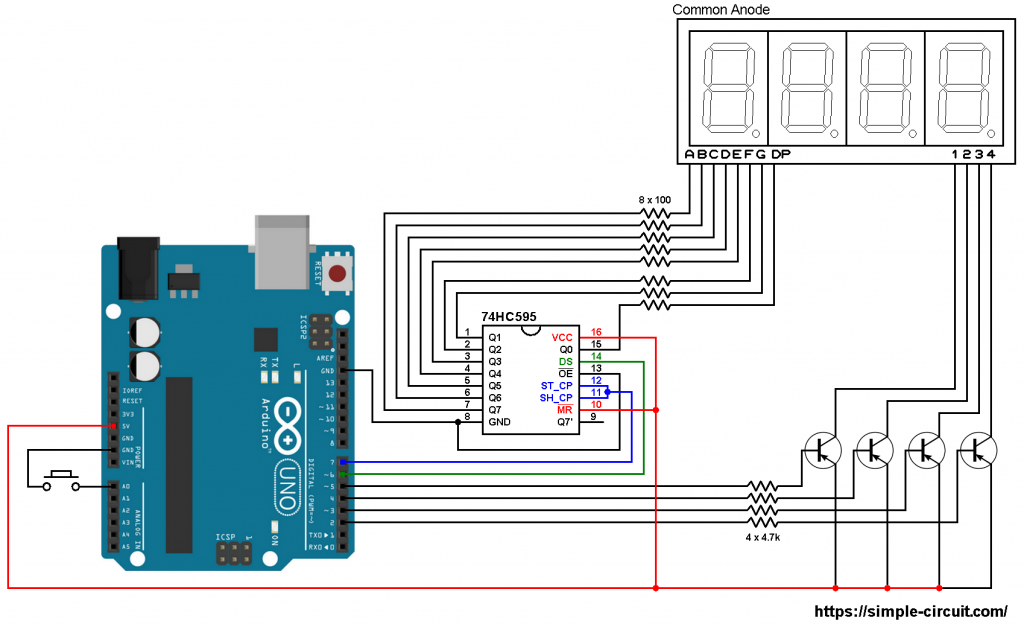 Common Anode
A B C D E F G DP 1 2 3 4
8 x 100
RESET
ICSP2
74HC595
1 Q1 VCC 16
2 Q2 Q0 15
3 Q3 DS 14
4 Q4 OE 13
5 Q5 ST_CP 12
6 Q6 SH_CP 11
7 Q7 MR 10
8 GND Q7' 9
AREF
GND
13
12
~11
~10
~9
8
7
~6
~5
4
~3
2
TX0▶1
RX0◀0
DIGITAL (PWM=~)
RX
TX
L
Arduino™
UNO
ON
ICSP
1
IOREF
RESET
3V3
5V
GND
GND
VIN
POWER
A0
A1
A2
A3
A4
A5
ANALOG IN
4 x 4.7k
https://simple-circuit.com/